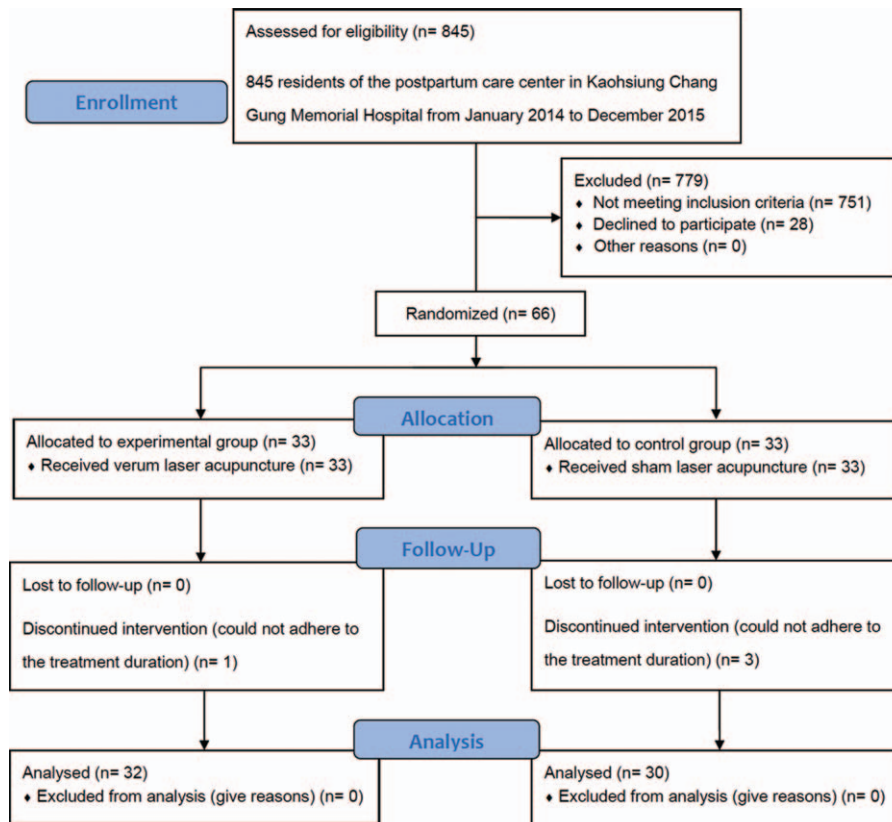 Assessed for eligibility (n= 845)
845 residents of the postpartum care center in Kaohsiung Chang
Gung Memorial Hospital from January 2014 to December 2015
Enrollment
Excluded (n= 779)
♦ Not meeting inclusion criteria (n= 751)
♦ Declined to participate (n= 28)
♦ Other reasons (n= 0)
Randomized (n= 66)
Allocation
Allocated to experimental group (n= 33)
♦ Received verum laser acupuncture (n= 33)
Allocated to control group (n= 33)
♦ Received sham laser acupuncture (n= 33)
Follow-Up
Lost to follow-up (n= 0)
Discontinued intervention (could not adhere to
the treatment duration) (n= 1)
Lost to follow-up (n= 0)
Discontinued intervention (could not adhere to
the treatment duration) (n= 3)
Analysis
Analysed (n= 32)
♦ Excluded from analysis (give reasons) (n= 0)
Analysed (n= 30)
♦ Excluded from analysis (give reasons) (n= 0)